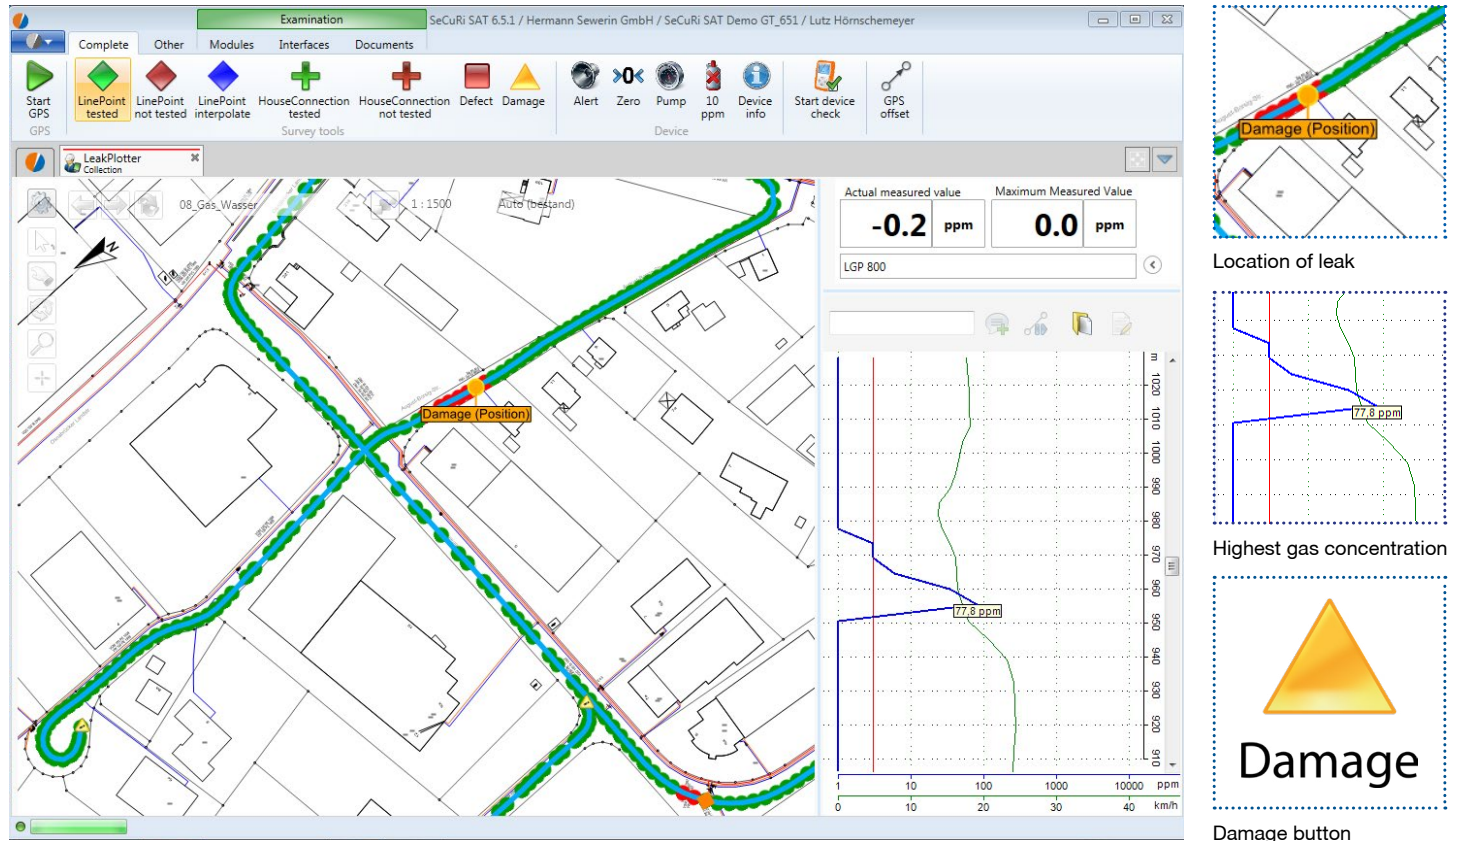 Examination
SeCuRi SAT 6.5.1 / Hermann Sewerin GmbH / SeCuRi SAT Demo GT_651 / Lutz Hörnschemeyer
Complete
Other
Modules
Interfaces
Documents
Start GPS
LinePoint tested
LinePoint not tested
LinePoint interpolate
HouseConnection tested
HouseConnection not tested
Defect
Damage
Alert
>0<
Zero
Pump
10 ppm
Device info
Start device check
GPS offset
GPS
Survey tools
Device
LeakPlotter
Collection
08_Gas_Wasser
1 : 1500
Auto (bestand)
N
Damage (Position)
Actual measured value
Maximum Measured Value
-0.2 ppm
0.0 ppm
LGP 800
m
1020
1010
1000
990
980
970
960
950
940
930
920
910
77,8 ppm
1 10 100 1000 10000 ppm
0 10 20 30 40 km/h
Damage (Position)
Location of leak
77,8 ppm
Highest gas concentration
Damage
Damage button